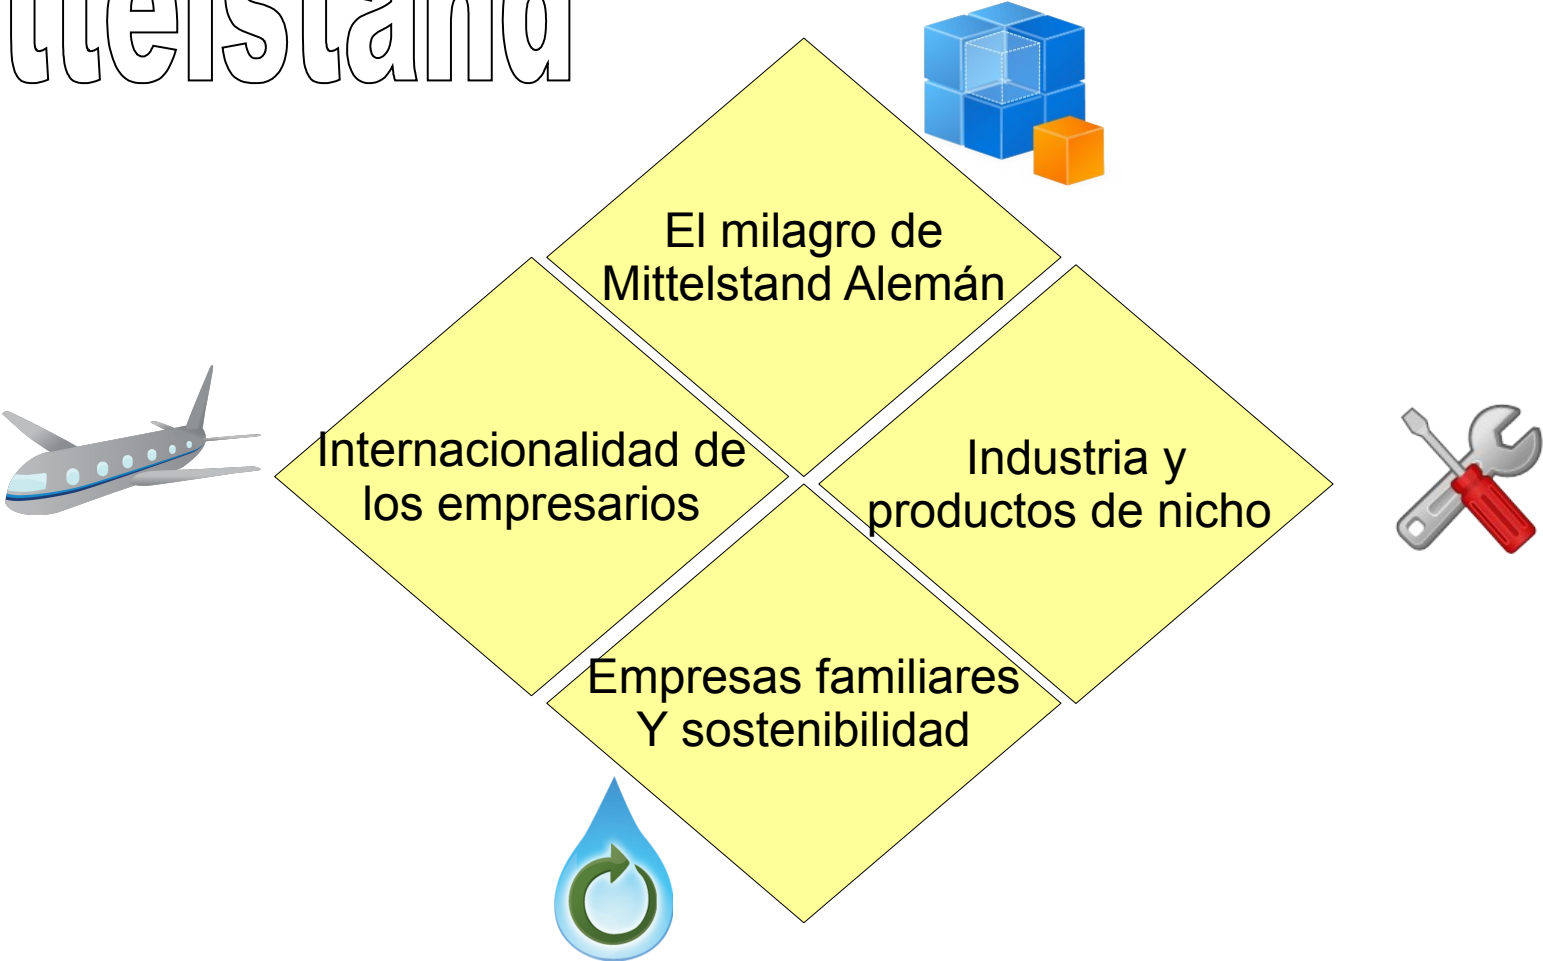 ttelstand
El milagro de
Mittelstand Alemán
Internacionalidad de
los empresarios
Industria y
productos de nicho
Empresas familiares
Y sostenibilidad